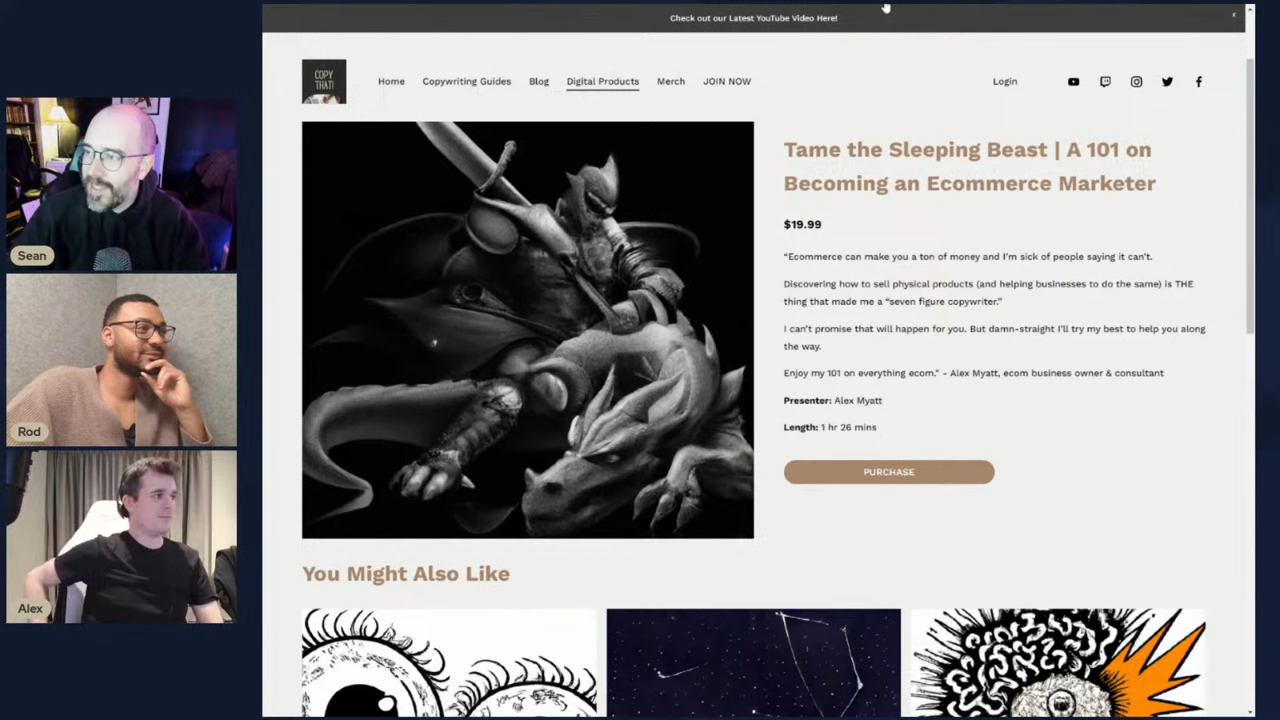 Check out our Latest YouTube Video Here!
x
COPY
THAT!
Home
Copywriting Guides
Blog
Digital Products
Merch
JOIN NOW
Login
Tame the Sleeping Beast | A 101 on
Becoming an Ecommerce Marketer
$19.99
“Ecommerce can make you a ton of money and I'm sick of people saying it can't.
Discovering how to sell physical products (and helping businesses to do the same) is THE
thing that made me a “seven figure copywriter.”
I can't promise that will happen for you. But damn-straight I'll try my best to help you along
the way.
Enjoy my 101 on everything ecom.” - Alex Myatt, ecom business owner & consultant
Presenter: Alex Myatt
Length: 1 hr 26 mins
PURCHASE
You Might Also Like
Sean
Rod
Alex